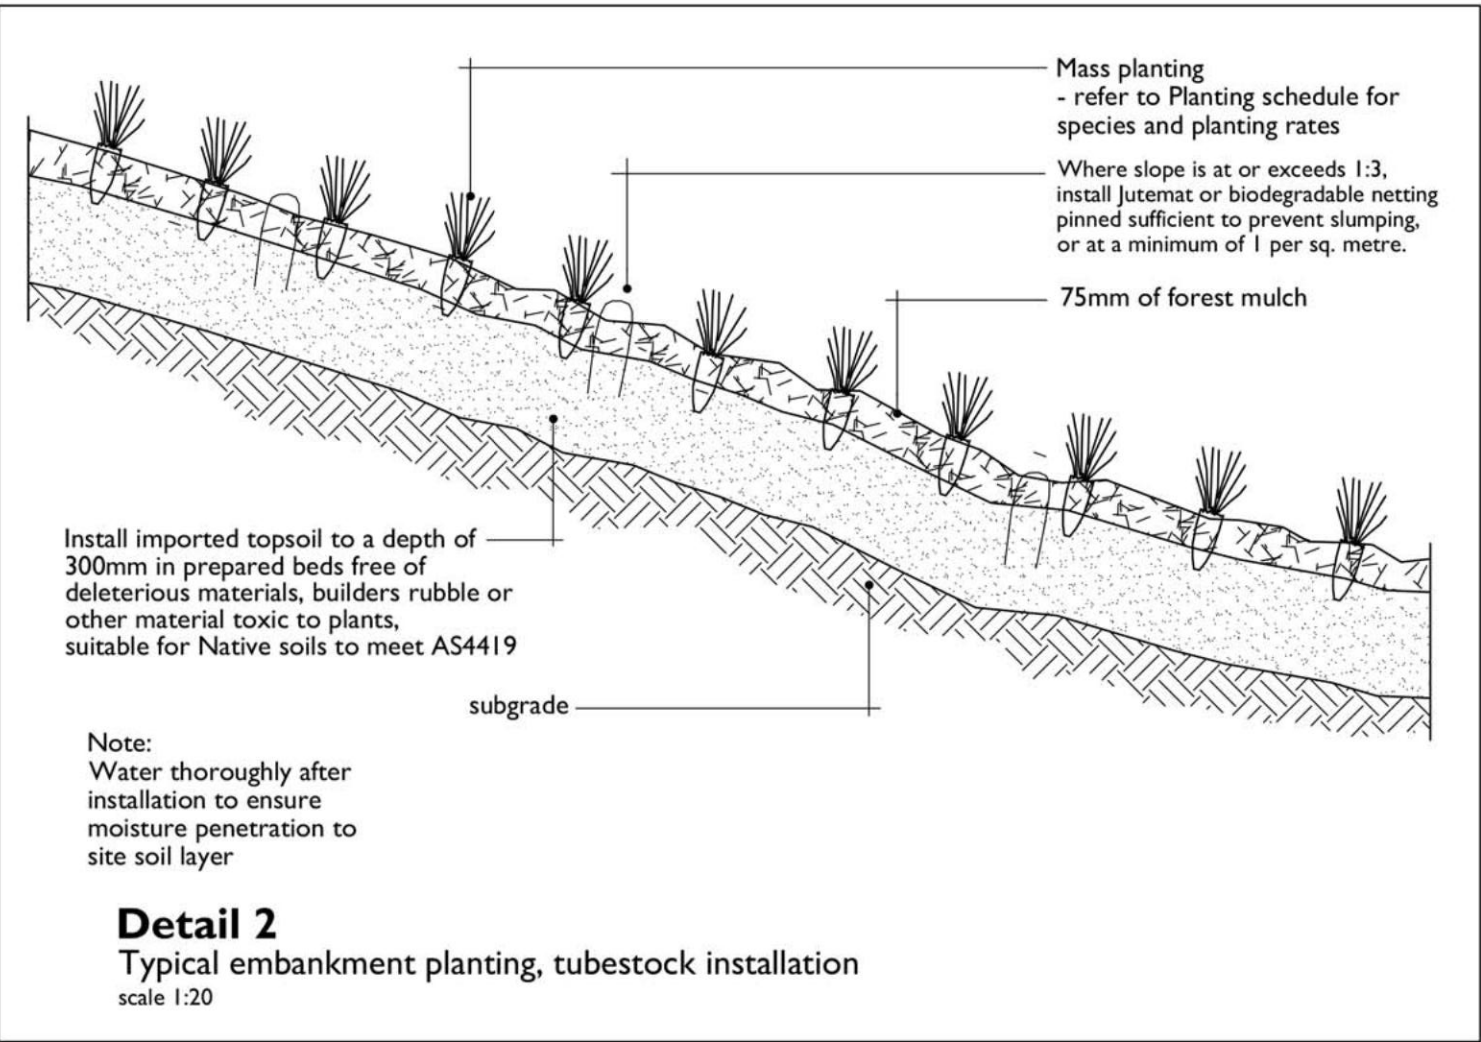 Mass planting
- refer to Planting schedule for
species and planting rates
Where slope is at or exceeds 1:3,
install Jutemat or biodegradable netting
pinned sufficient to prevent slumping,
or at a minimum of 1 per sq. metre.
75mm of forest mulch
Install imported topsoil to a depth of
300mm in prepared beds free of
deleterious materials, builders rubble or
other material toxic to plants,
suitable for Native soils to meet AS4419
subgrade
Note:
Water thoroughly after
installation to ensure
moisture penetration to
site soil layer
Detail 2
Typical embankment planting, tubestock installation
scale 1:20